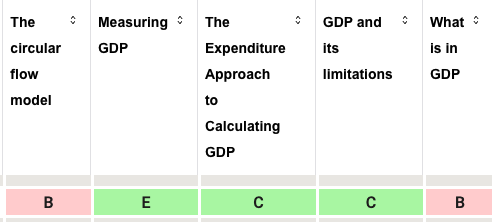 The circular flow model
Measuring GDP
The Expenditure Approach to Calculating GDP
GDP and its limitations
What is in GDP
B E C C B